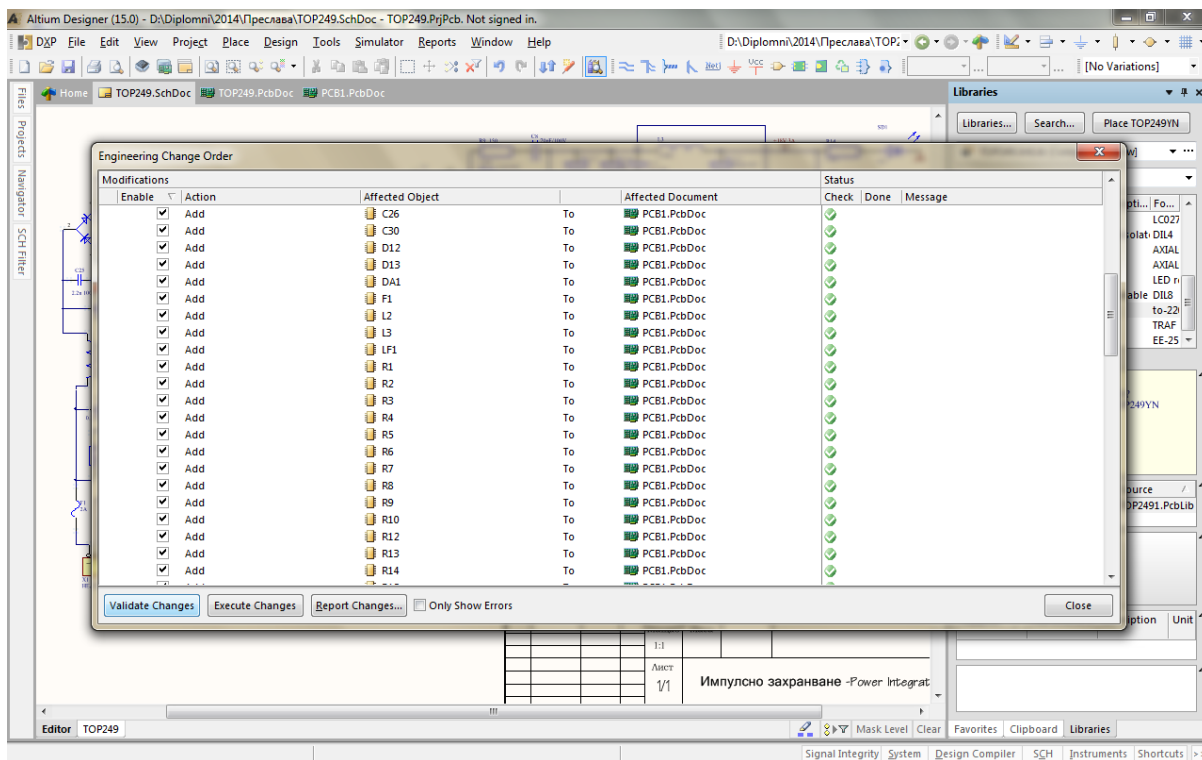 Altium Designer (15.0) - D:\Diplomni\2014\Преслава\TOP249.SchDoc - TOP249.PrjPcb. Not signed in.
DXP File Edit View Project Place Design Tools Simulator Reports Window Help
D:\Diplomni\2014\Преслава\TOP2
[No Variations]
Home TOP249.SchDoc TOP249.PcbDoc PCB1.PcbDoc
Libraries
Files
Projects
Navigator
SCH Filter
Libraries... Search... Place TOP249YN
Engineering Change Order
Modifications Status
Enable Action Affected Object Affected Document Check Done Message
Add C26 To PCB1.PcbDoc
Add C30 To PCB1.PcbDoc
Add D12 To PCB1.PcbDoc
Add D13 To PCB1.PcbDoc
Add DA1 To PCB1.PcbDoc
Add F1 To PCB1.PcbDoc
Add L2 To PCB1.PcbDoc
Add L3 To PCB1.PcbDoc
Add LF1 To PCB1.PcbDoc
Add R1 To PCB1.PcbDoc
Add R2 To PCB1.PcbDoc
Add R3 To PCB1.PcbDoc
Add R4 To PCB1.PcbDoc
Add R5 To PCB1.PcbDoc
Add R6 To PCB1.PcbDoc
Add R7 To PCB1.PcbDoc
Add R8 To PCB1.PcbDoc
Add R9 To PCB1.PcbDoc
Add R10 To PCB1.PcbDoc
Add R12 To PCB1.PcbDoc
Add R13 To PCB1.PcbDoc
Add R14 To PCB1.PcbDoc
Validate Changes Execute Changes Report Changes... Only Show Errors Close
pti... Fo...
LC027
olat DIL4
AXIAL
AXIAL
LED r
able DIL8
to-22
TRAF
EE-25
P249YN
ource
OP2491.PcbLib
iption Unit
1:1
Лист
1/1
Импулсно захранване -Power Integrat
Editor TOP249
Mask Level Clear
Favorites Clipboard Libraries
Signal Integrity System Design Compiler SCH Instruments Shortcuts >>